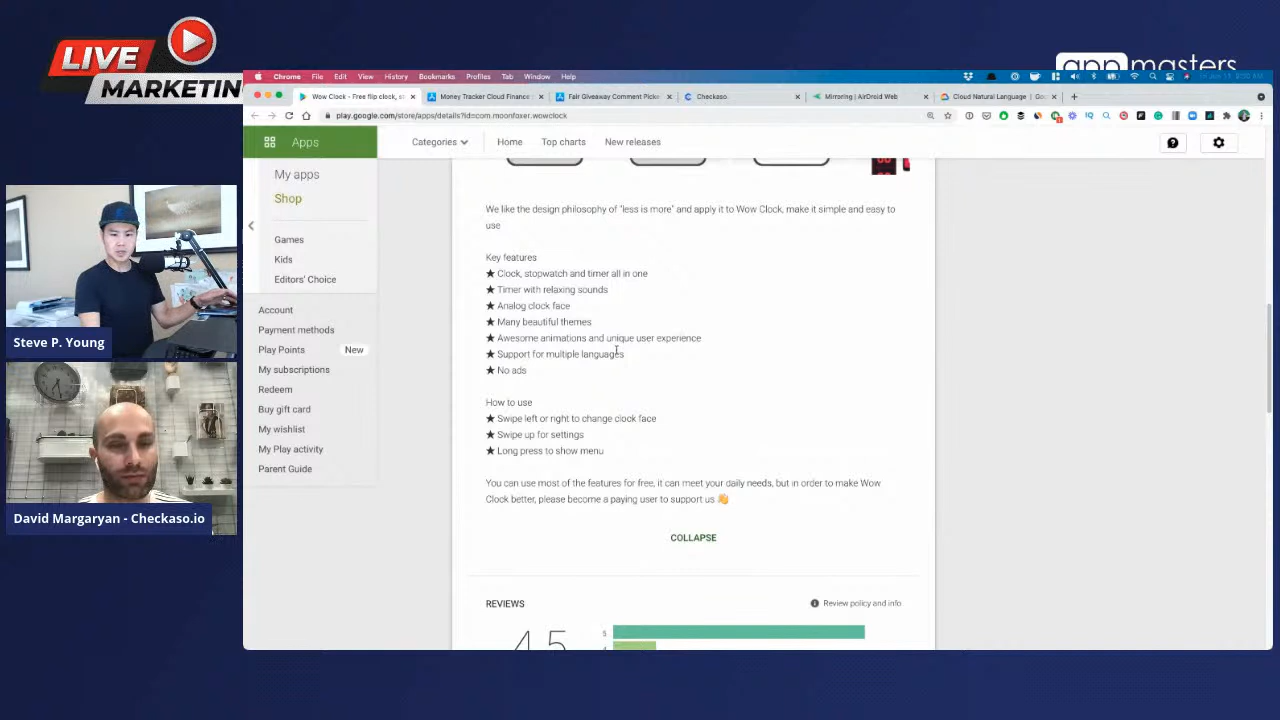 LIVE
MARKETIN
app masters
Chrome File Edit View History Bookmarks Profiles Tab Window Help
Wow Clock - Free flip clock, s
Money Tracker Cloud Finance
Fair Giveaway Comment Picke
Checkaso
Mirroring | AirDroid Web
Cloud Natural Language | Goo
play.google.com/store/apps/details?id=com.moonfoxer.wowclock
Apps
Categories Home Top charts New releases
My apps
Shop
Games
Kids
Editors' Choice
Account
Payment methods
Play Points New
My subscriptions
Redeem
Buy gift card
My wishlist
My Play activity
Parent Guide
We like the design philosophy of "less is more" and apply it to Wow Clock, make it simple and easy to
use
Key features
★ Clock, stopwatch and timer all in one
★ Timer with relaxing sounds
★ Analog clock face
★ Many beautiful themes
★ Awesome animations and unique user experience
★ Support for multiple languages
★ No ads
How to use
★ Swipe left or right to change clock face
★ Swipe up for settings
★ Long press to show menu
You can use most of the features for free, it can meet your daily needs, but in order to make Wow
Clock better, please become a paying user to support us 👏
COLLAPSE
REVIEWS
Review policy and info
4.5
5
Steve P. Young
David Margaryan - Checkaso.io